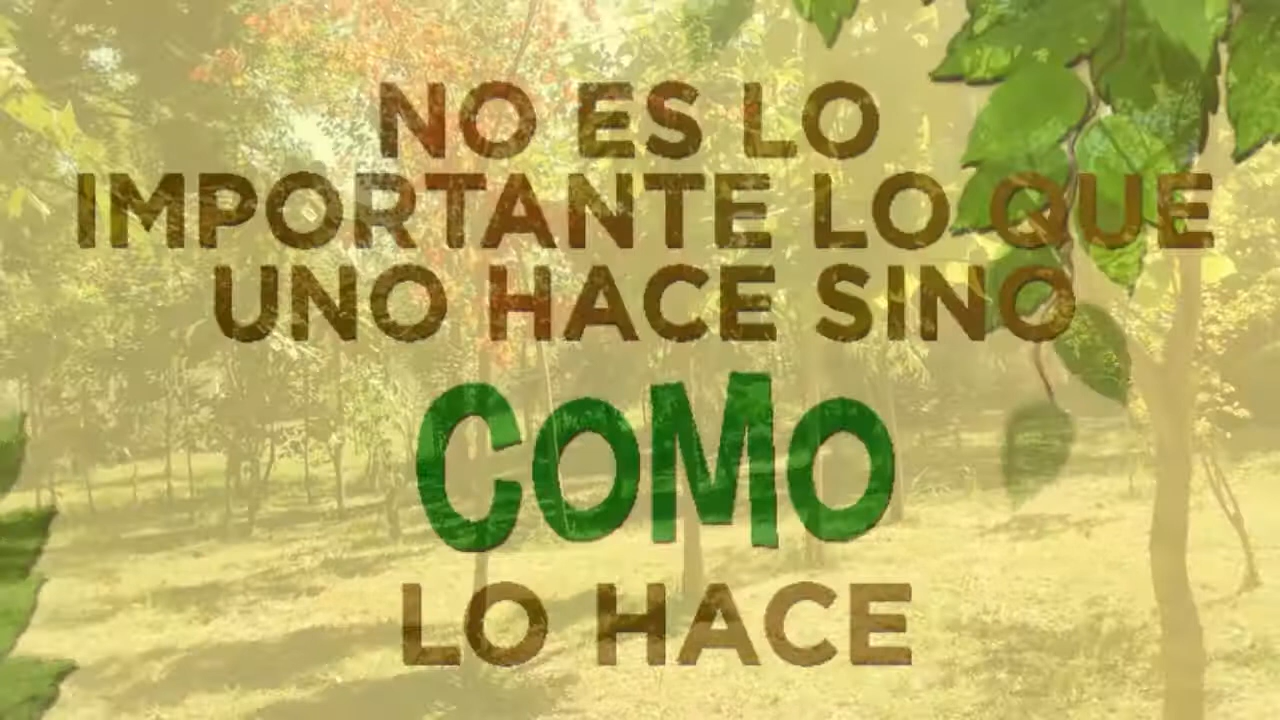 NO ES LO
IMPORTANTE LO QUE
UNO HACE SINO
COMO
LO HACE